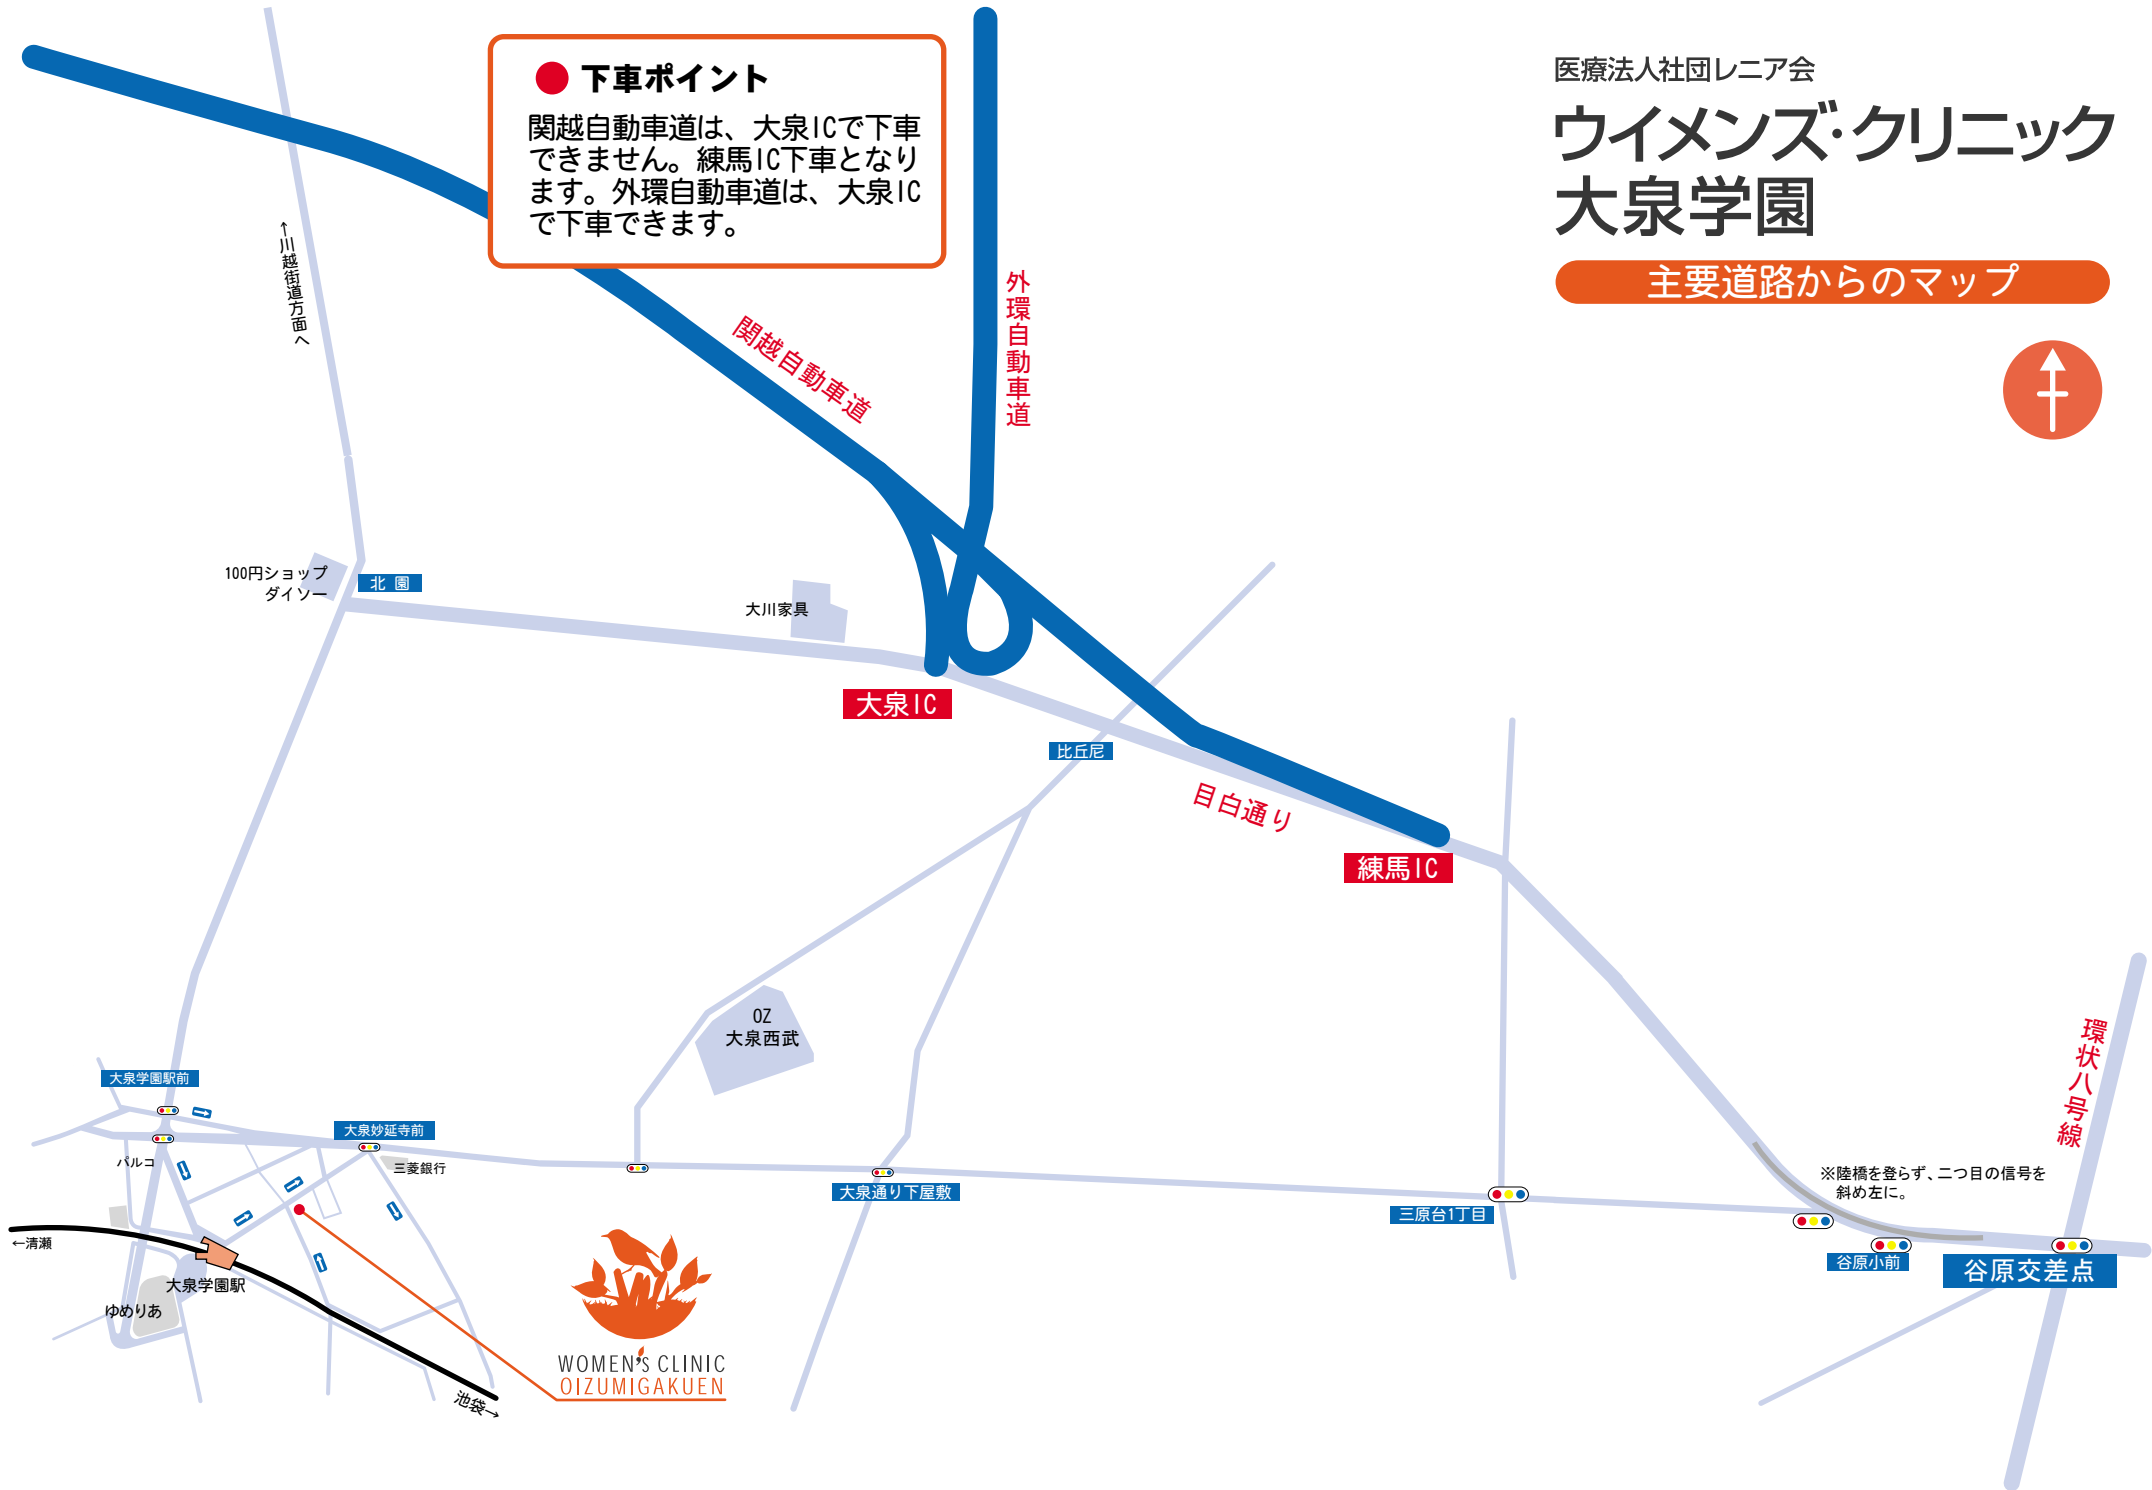 医療法人社団レニア会
ウイメンズ・クリニック
大泉学園
主要道路からのマップ
下車ポイント
関越自動車道は、大泉ICで下車
できません。練馬IC下車となり
ます。外環自動車道は、大泉IC
で下車できます。
←川越街道方面へ
関越自動車道
外環自動車道
100円ショップ
ダイソー
北園
大川家具
大泉IC
比丘尼
目白通り
練馬IC
OZ
大泉西武
環状八号線
大泉学園駅前
大泉妙延寺前
パルコ
三菱銀行
大泉通り下屋敷
三原台1丁目
※陸橋を登らず、二つ目の信号を
斜め左に。
谷原小前
谷原交差点
←清瀬
大泉学園駅
ゆめりあ
池袋→
WOMEN's CLINIC
OIZUMIGAKUEN